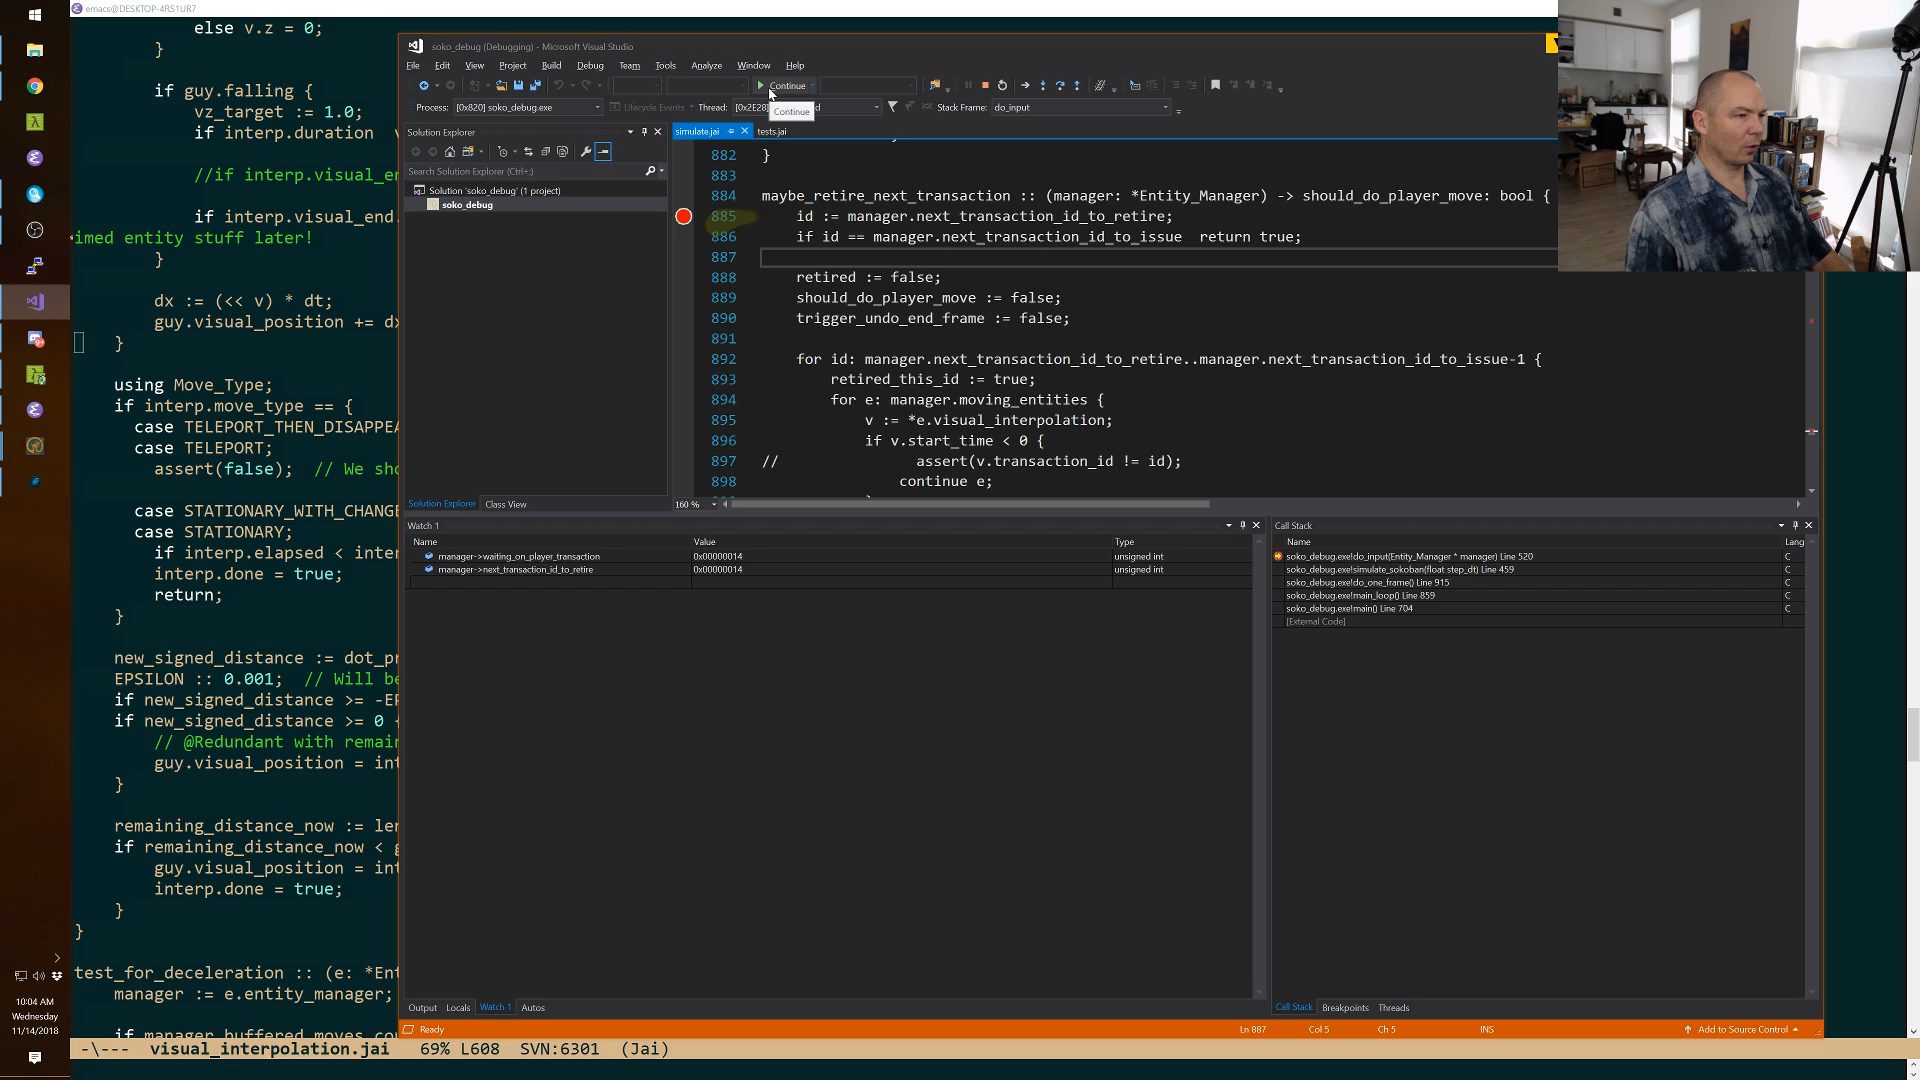 emacs@DESKTOP-4RS1UR7
else v.z = 0;
}
if guy.falling {
vz_target := 1.0;
if interp.duration
//if interp.visual_en
if interp.visual_end.
imed entity stuff later!
}
dx := (<< v) * dt;
guy.visual_position += dx
}
using Move_Type;
if interp.move_type == {
case TELEPORT_THEN_DISAPPEA
case TELEPORT;
assert(false);  // We sho
case STATIONARY_WITH_CHANGE
case STATIONARY;
if interp.elapsed < inter
interp.done = true;
return;
}
new_signed_distance := dot_pr
EPSILON :: 0.001;  // Will be
if new_signed_distance >= -EP
if new_signed_distance >= 0
// @Redundant with remain
guy.visual_position = int
}
remaining_distance_now := len
if remaining_distance_now < g
guy.visual_position = int
interp.done = true;
}
}
test_for_deceleration :: (e: *Ent
manager := e.entity_manager;
if manager.buffered_moves_cou
-\--- visual_interpolation.jai 69% L608 SVN:6301 (Jai)
10:04 AM
Wednesday
11/14/2018
soko_debug (Debugging) - Microsoft Visual Studio
File Edit View Project Build Debug Team Tools Analyze Window Help
Continue
Process: [0x820] soko_debug.exe Lifecycle Events Thread: [0x2E28] d Stack Frame: do_input
Continue
Solution Explorer
Search Solution Explorer (Ctrl+;)
Solution 'soko_debug' (1 project)
soko_debug
Solution Explorer Class View
simulate.jai tests.jai
882 }
883
884 maybe_retire_next_transaction :: (manager: *Entity_Manager) -> should_do_player_move: bool {
885 id := manager.next_transaction_id_to_retire;
886 if id == manager.next_transaction_id_to_issue  return true;
887
888 retired := false;
889 should_do_player_move := false;
890 trigger_undo_end_frame := false;
891
892 for id: manager.next_transaction_id_to_retire..manager.next_transaction_id_to_issue-1 {
893 retired_this_id := true;
894 for e: manager.moving_entities {
895 v := *e.visual_interpolation;
896 if v.start_time < 0 {
897 // assert(v.transaction_id != id);
898 continue e;
160 %
Watch 1
Name Value Type
manager->waiting_on_player_transaction 0x00000014 unsigned int
manager->next_transaction_id_to_retire 0x00000014 unsigned int
Output Locals Watch 1 Autos
Call Stack
Name Lang
soko_debug.exe!do_input(Entity_Manager * manager) Line 520 C
soko_debug.exe!simulate_sokoban(float step_dt) Line 459 C
soko_debug.exe!do_one_frame() Line 915 C
soko_debug.exe!main_loop() Line 859 C
soko_debug.exe!main() Line 704 C
[External Code]
Call Stack Breakpoints Threads
Ready Ln 887 Col 5 Ch 5 INS Add to Source Control